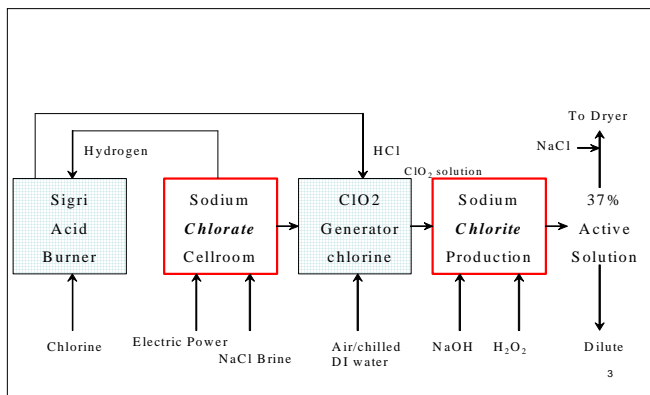 To Dryer
NaCl
Hydrogen
HCl
ClO₂ solution
Sigri
Acid
Burner
Sodium
Chlorate
Cellroom
ClO2
Generator
chlorine
Sodium
Chlorite
Production
37%
Active
Solution
Chlorine
Electric Power
NaCl Brine
Air/chilled
DI water
NaOH
H₂O₂
Dilute
3